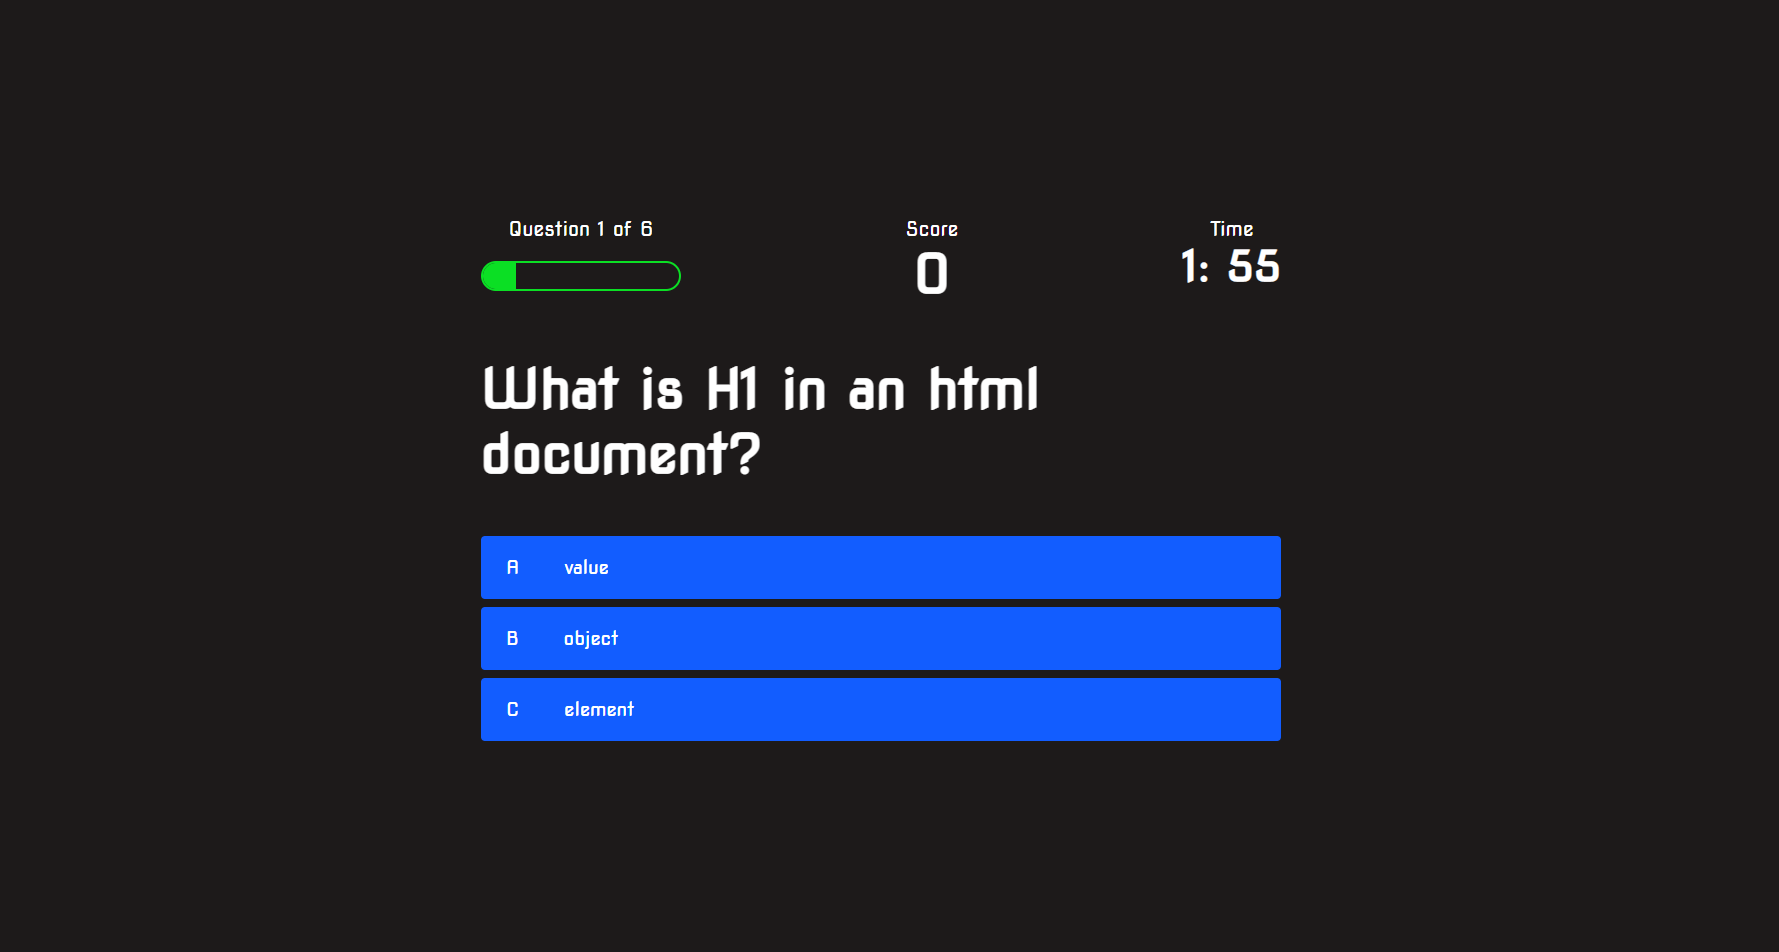 Question 1 of 6
Score
0
Time
1: 55
What is H1 in an html
document?
A value
B object
C element